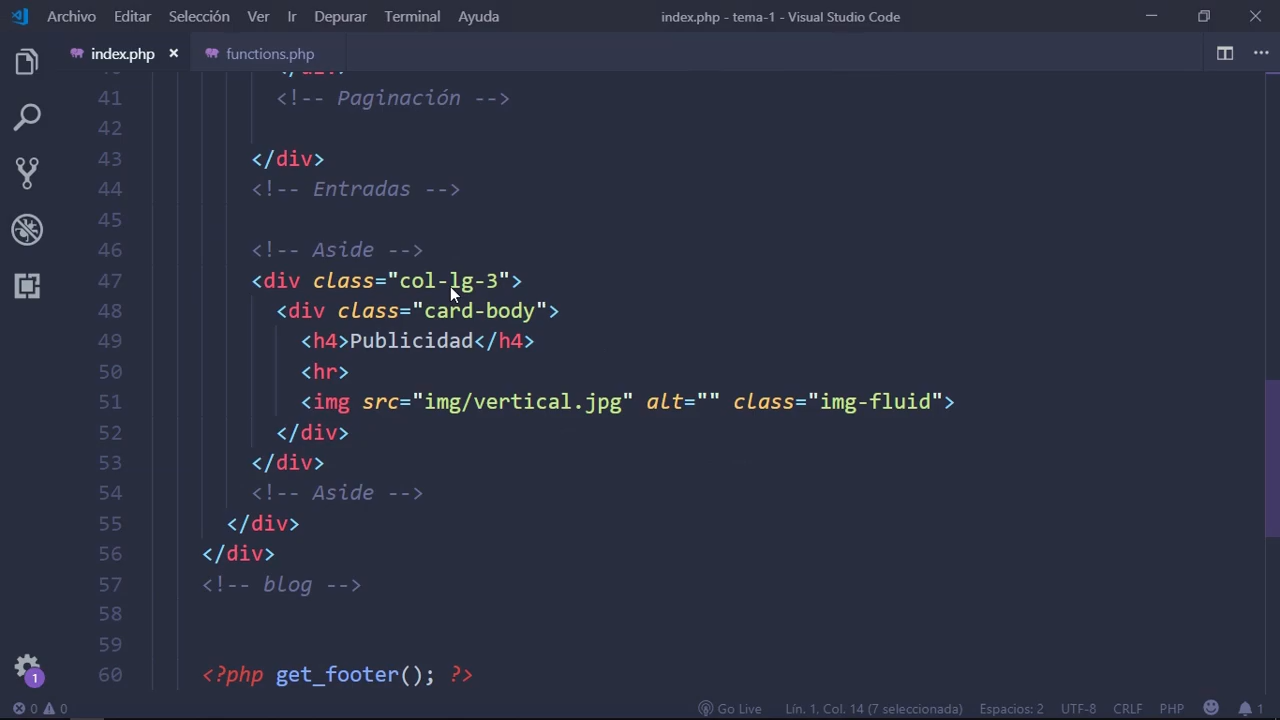 Archivo Editar Selección Ver Ir Depurar Terminal Ayuda index.php - tema-1 - Visual Studio Code
index.php functions.php
41 <!-- Paginación -->
42
43 </div>
44 <!-- Entradas -->
45
46 <!-- Aside -->
47 <div class="col-lg-3">
48 <div class="card-body">
49 <h4>Publicidad</h4>
50 <hr>
51 <img src="img/vertical.jpg" alt="" class="img-fluid">
52 </div>
53 </div>
54 <!-- Aside -->
55 </div>
56 </div>
57 <!-- blog -->
58
59
60 <?php get_footer(); ?>
1
0 0 Go Live Lín. 1, Col. 14 (7 seleccionada) Espacios: 2 UTF-8 CRLF PHP 1